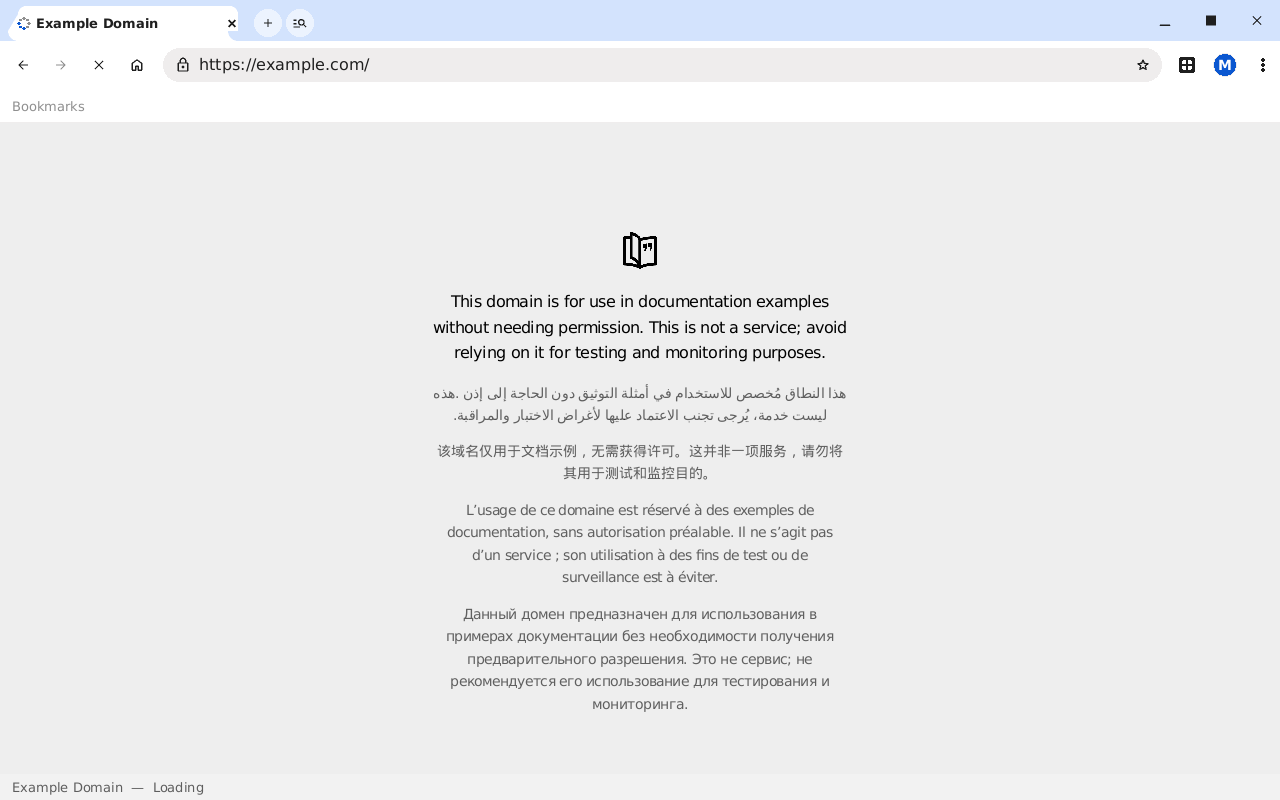 Example Domain
https://example.com/
M
Bookmarks
This domain is for use in documentation examples
without needing permission. This is not a service; avoid
relying on it for testing and monitoring purposes.
هذا النطاق مُخصص للاستخدام في أمثلة التوثيق دون الحاجة إلى إذن .هذه
ليست خدمة، يُرجى تجنب الاعتماد عليها لأغراض الاختبار والمراقبة.
该域名仅用于文档示例，无需获得许可。这并非一项服务，请勿将
其用于测试和监控目的。
L’usage de ce domaine est réservé à des exemples de
documentation, sans autorisation préalable. Il ne s’agit pas
d’un service ; son utilisation à des fins de test ou de
surveillance est à éviter.
Данный домен предназначен для использования в
примерах документации без необходимости получения
предварительного разрешения. Это не сервис; не
рекомендуется его использование для тестирования и
мониторинга.
Example Domain — Loading